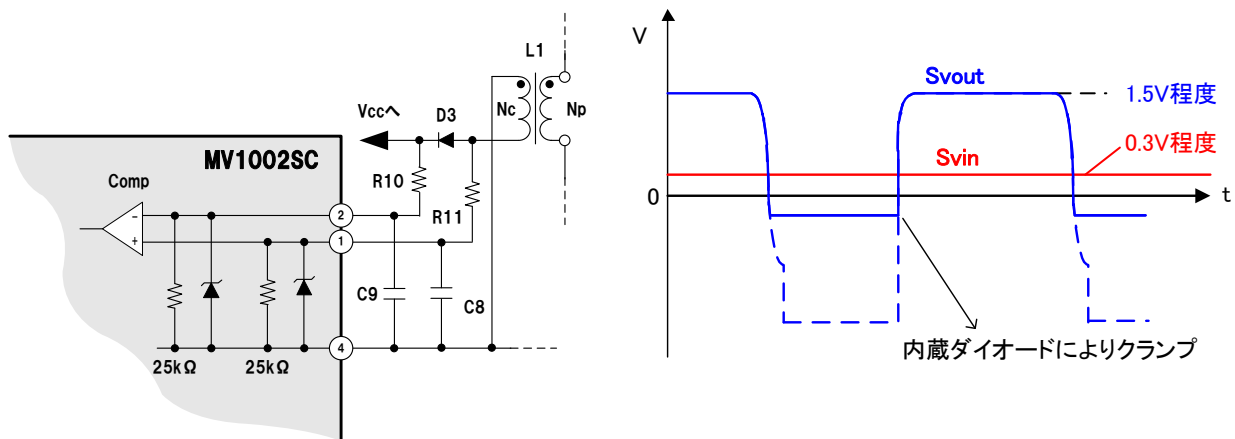 MV1002SC
Comp
-
+
25kΩ
25kΩ
2
1
4
Vccへ
D3
R10
R11
C9
C8
L1
Nc
Np
V
Svout
1.5V程度
Svin
0.3V程度
0
t
内蔵ダイオードによりクランプ